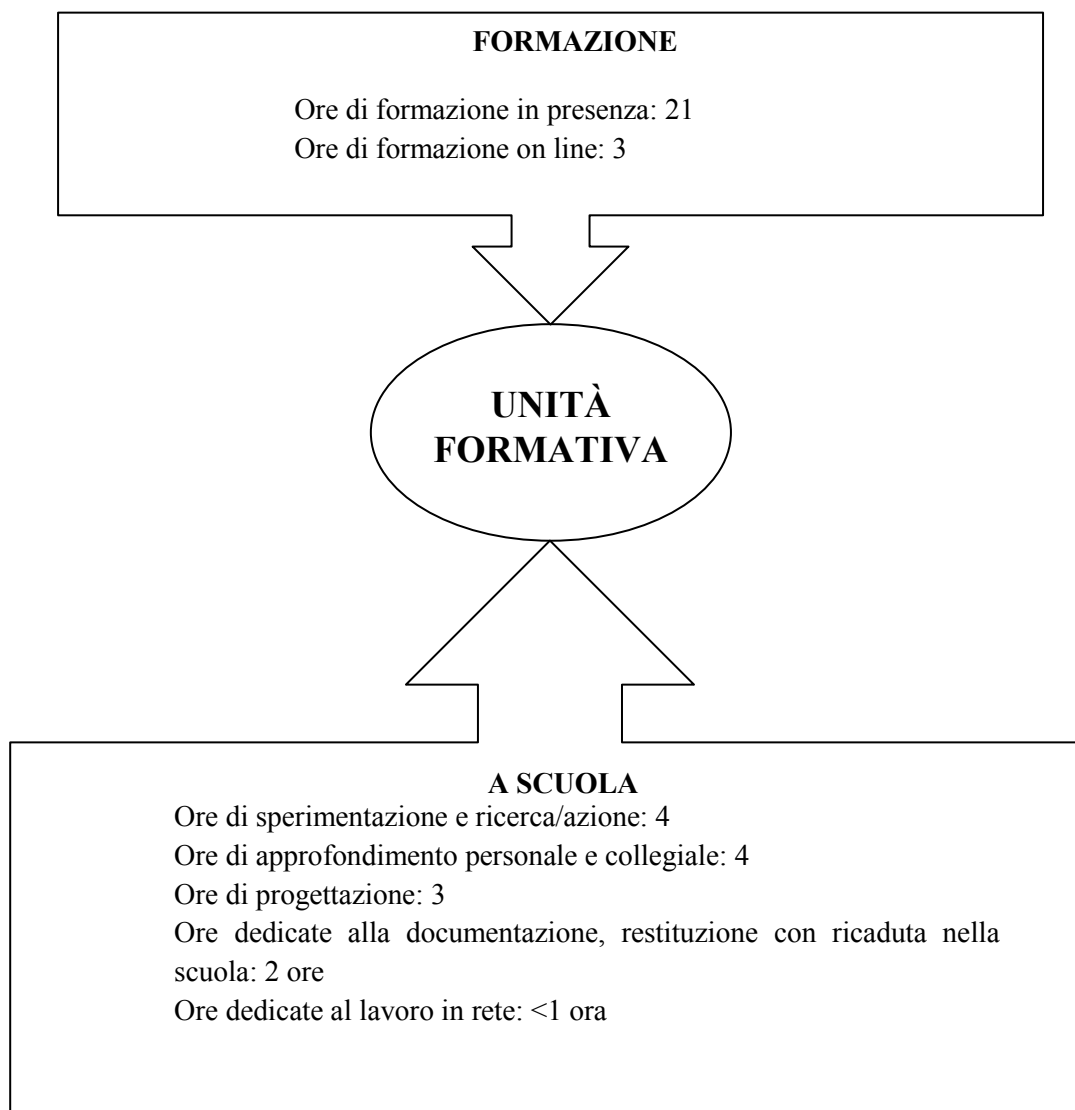 FORMAZIONE
Ore di formazione in presenza: 21
Ore di formazione on line: 3
UNITÀ
FORMATIVA
A SCUOLA
Ore di sperimentazione e ricerca/azione: 4
Ore di approfondimento personale e collegiale: 4
Ore di progettazione: 3
Ore dedicate alla documentazione, restituzione con ricaduta nella
scuola: 2 ore
Ore dedicate al lavoro in rete: <1 ora